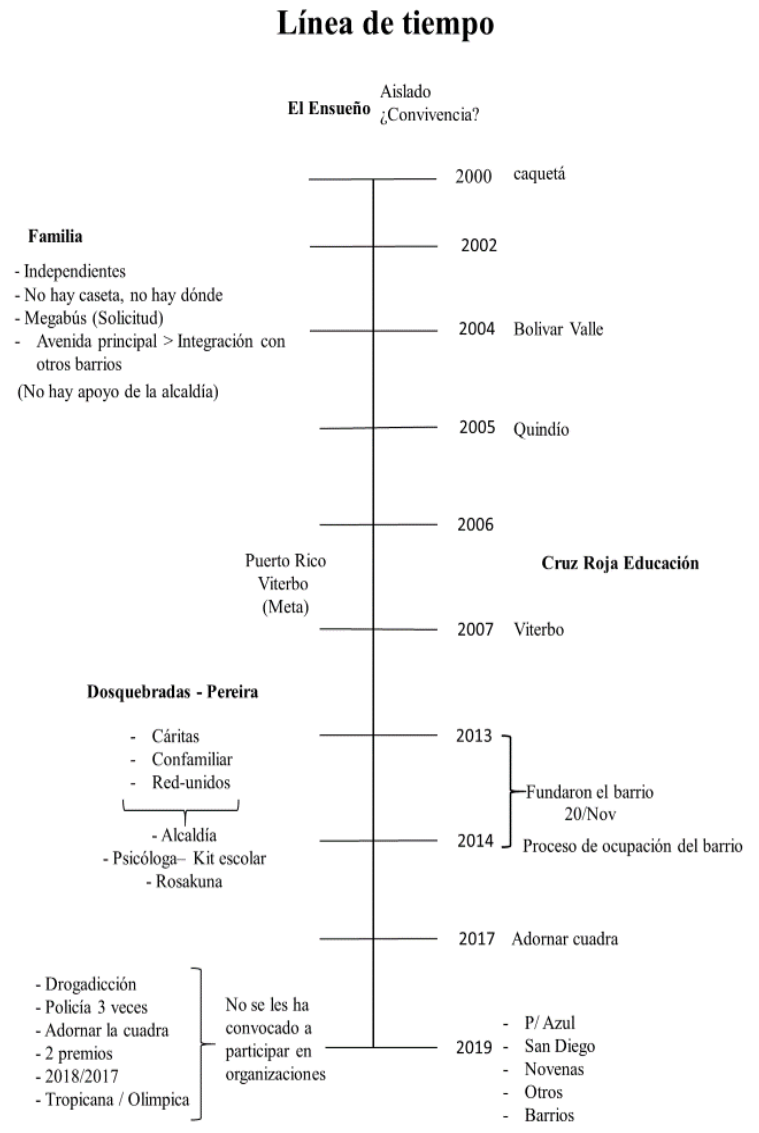 Línea de tiempo
El Ensueño
Aislado
¿Convivencia?
2000 caquetá
2002
Familia
- Independientes
- No hay caseta, no hay dónde
- Megabús (Solicitud)
- Avenida principal > Integración con
otros barrios
(No hay apoyo de la alcaldía)
2004 Bolivar Valle
2005 Quindío
2006
Puerto Rico
Viterbo
(Meta)
Cruz Roja Educación
2007 Viterbo
Dosquebradas - Pereira
- Cáritas
- Confamiliar
- Red-unidos
- Alcaldía
- Psicóloga– Kit escolar
- Rosakuna
2013
Fundaron el barrio
20/Nov
2014 Proceso de ocupación del barrio
2017 Adornar cuadra
- Drogadicción
- Policía 3 veces
- Adornar la cuadra
- 2 premios
- 2018/2017
- Tropicana / Olimpica
No se les ha
convocado a
participar en
organizaciones
2019
- P/ Azul
- San Diego
- Novenas
- Otros
- Barrios